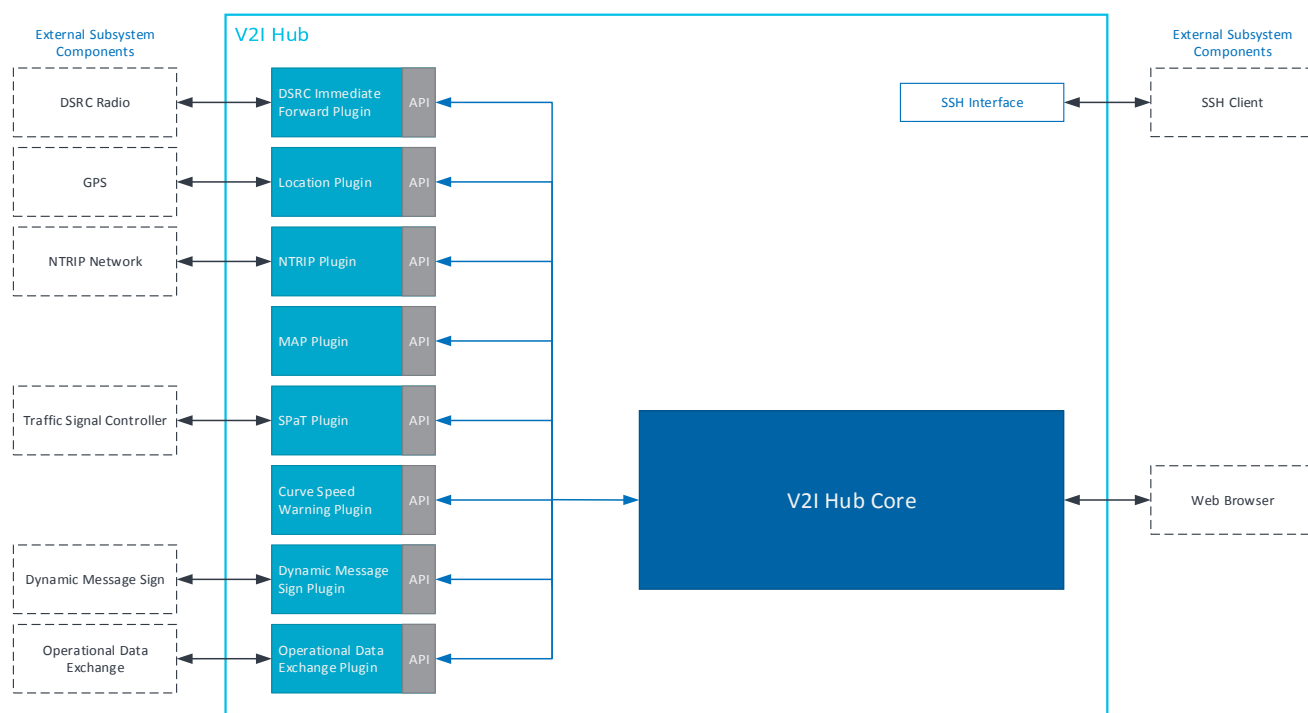 External Subsystem
Components
V2I Hub
External Subsystem
Components
DSRC Radio
DSRC Immediate
Forward Plugin
API
SSH Interface
SSH Client
GPS
Location Plugin
API
NTRIP Network
NTRIP Plugin
API
MAP Plugin
API
Traffic Signal Controller
SPaT Plugin
API
Curve Speed
Warning Plugin
API
V2I Hub Core
Web Browser
Dynamic Message Sign
Dynamic Message
Sign Plugin
API
Operational Data
Exchange
Operational Data
Exchange Plugin
API